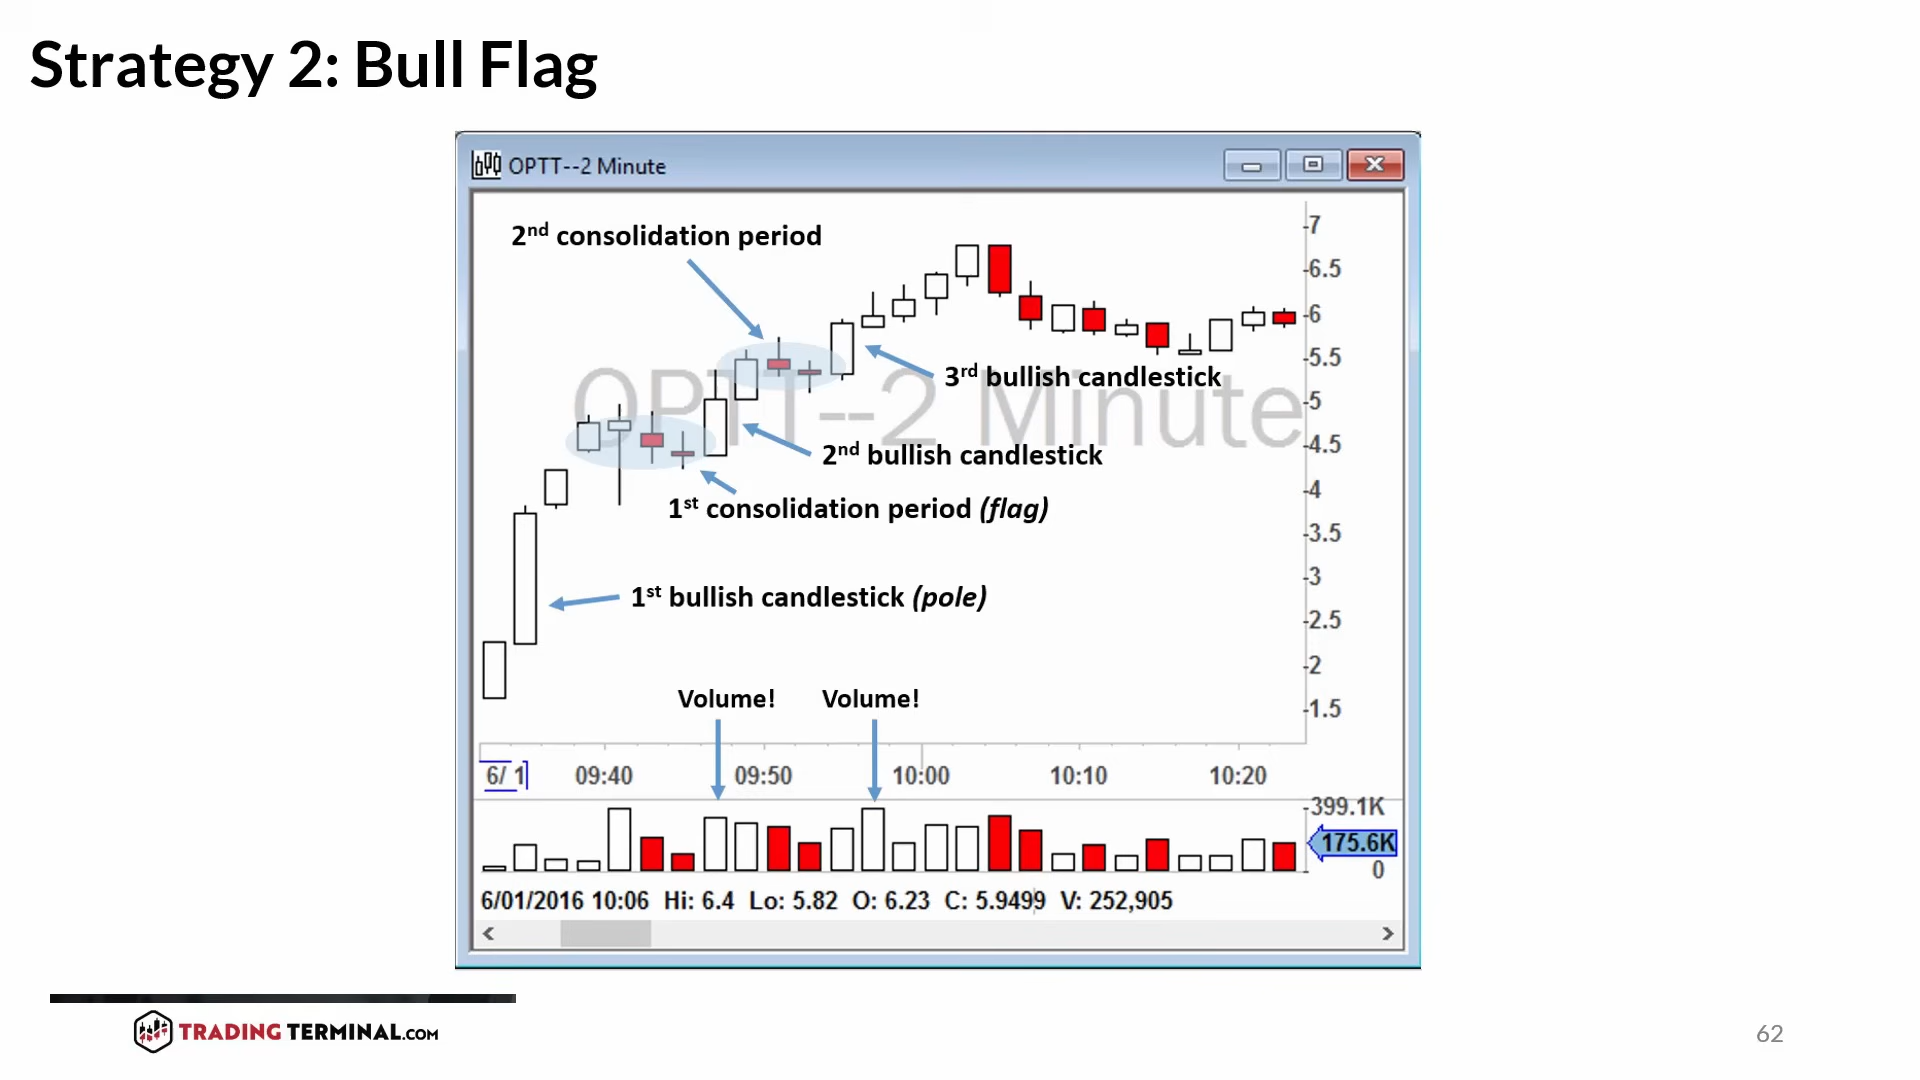 Strategy 2: Bull Flag
OPTT--2 Minute
2nd consolidation period
7
6.5
6
5.5
5
4.5
4
3.5
3
2.5
2
1.5
OPTT--2 Minute
3rd bullish candlestick
2nd bullish candlestick
1st consolidation period (flag)
1st bullish candlestick (pole)
Volume! Volume!
6/ 1 09:40 09:50 10:00 10:10 10:20
399.1K
175.6K
0
6/01/2016 10:06 Hi: 6.4 Lo: 5.82 O: 6.23 C: 5.9499 V: 252,905
TRADING TERMINAL.COM
62